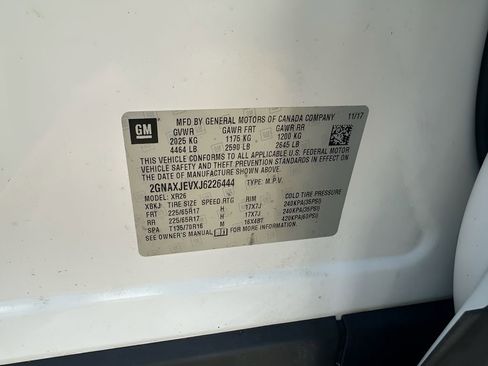 GM
MFD BY GENERAL MOTORS OF CANADA COMPANY 11/17
GVWR GAWR FRT GAWR RR
2025 KG 1175 KG 1200 KG
4464 LB 2590 LB 2645 LB
THIS VEHICLE CONFORMS TO ALL APPLICABLE U.S. FEDERAL MOTOR
VEHICLE SAFETY AND THEFT PREVENTION STANDARDS IN EFFECT ON
THE DATE OF MANUFACTURE SHOWN ABOVE.
2GNAXJEVXJ6226444 TYPE: M.P.V.
MODEL: XR26
XBKJ TIRE SIZE SPEED RTG RIM COLD TIRE PRESSURE
FRT 225/65R17 H 17X7J 240KPA(35PSI)
RR 225/65R17 H 17X7J 240KPA(35PSI)
SPA T135/70R16 M 16X4BT 420KPA(60PSI)
SEE OWNER'S MANUAL FOR MORE INFORMATION.